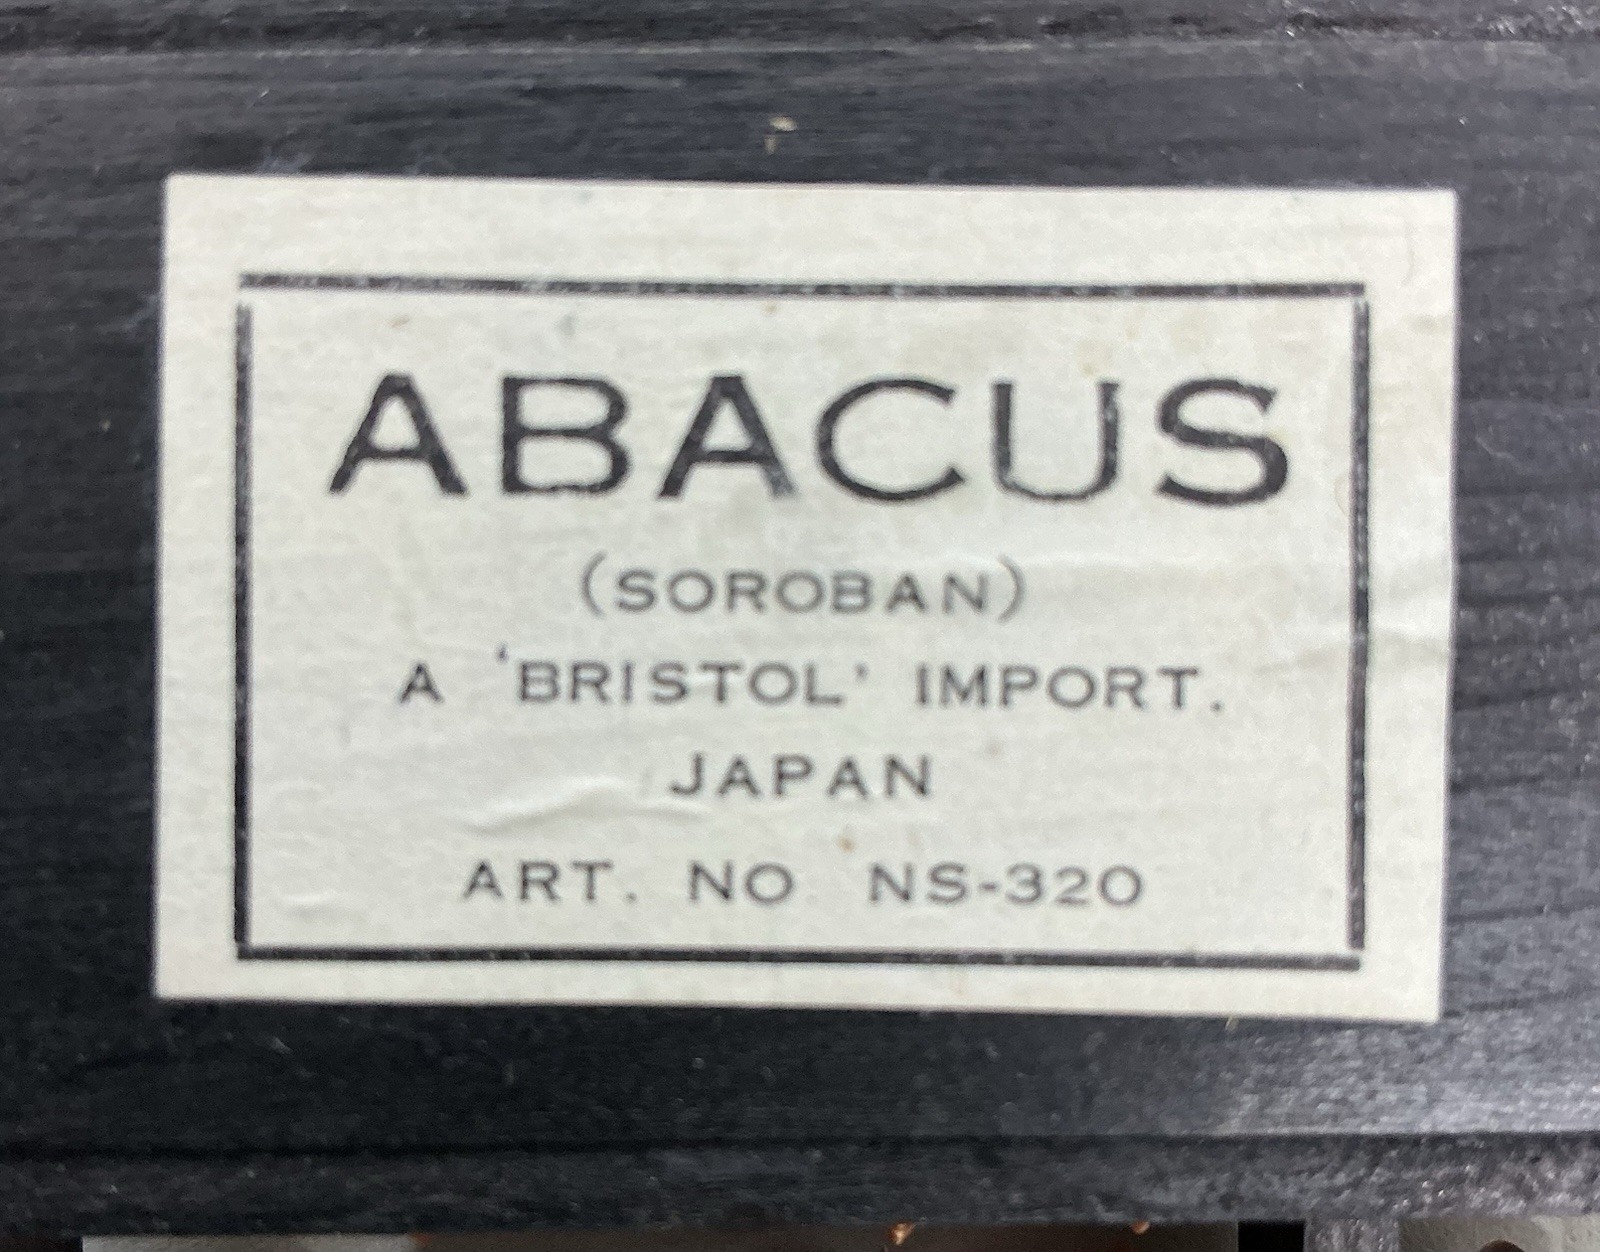 ABACUS
(SOROBAN)
A 'BRISTOL' IMPORT.
JAPAN
ART. NO NS-320